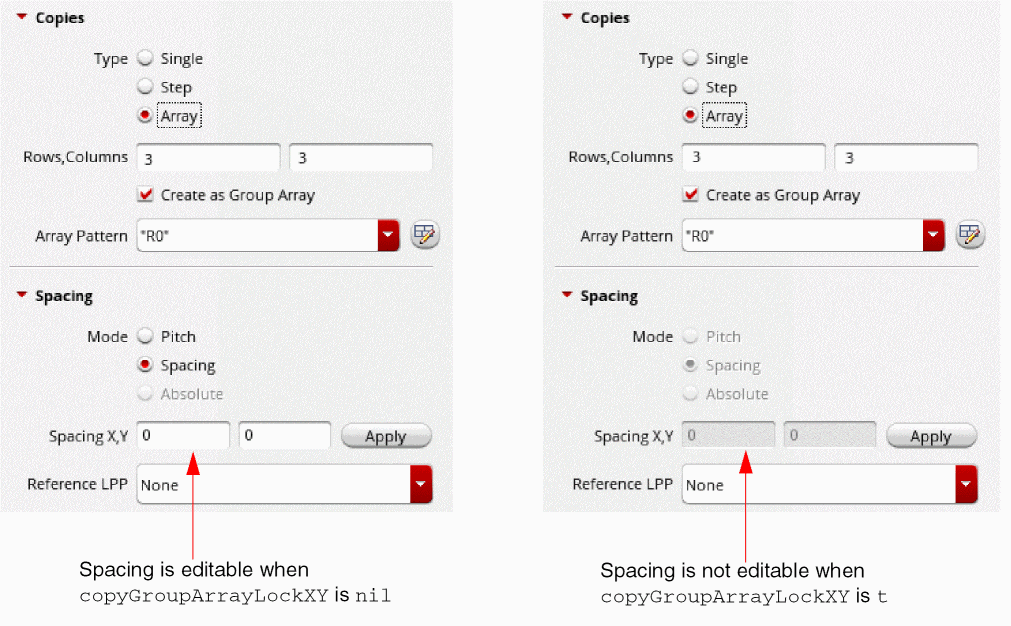 Copies
Type
Single
Step
Array
Rows,Columns
3
3
Create as Group Array
Array Pattern
"R0"
Spacing
Mode
Pitch
Spacing
Absolute
Spacing X,Y
0
0
Apply
Reference LPP
None
Spacing is editable when
copyGroupArrayLockXY is nil
Copies
Type
Single
Step
Array
Rows,Columns
3
3
Create as Group Array
Array Pattern
"R0"
Spacing
Mode
Pitch
Spacing
Absolute
Spacing X,Y
0
0
Apply
Reference LPP
None
Spacing is not editable when
copyGroupArrayLockXY is t